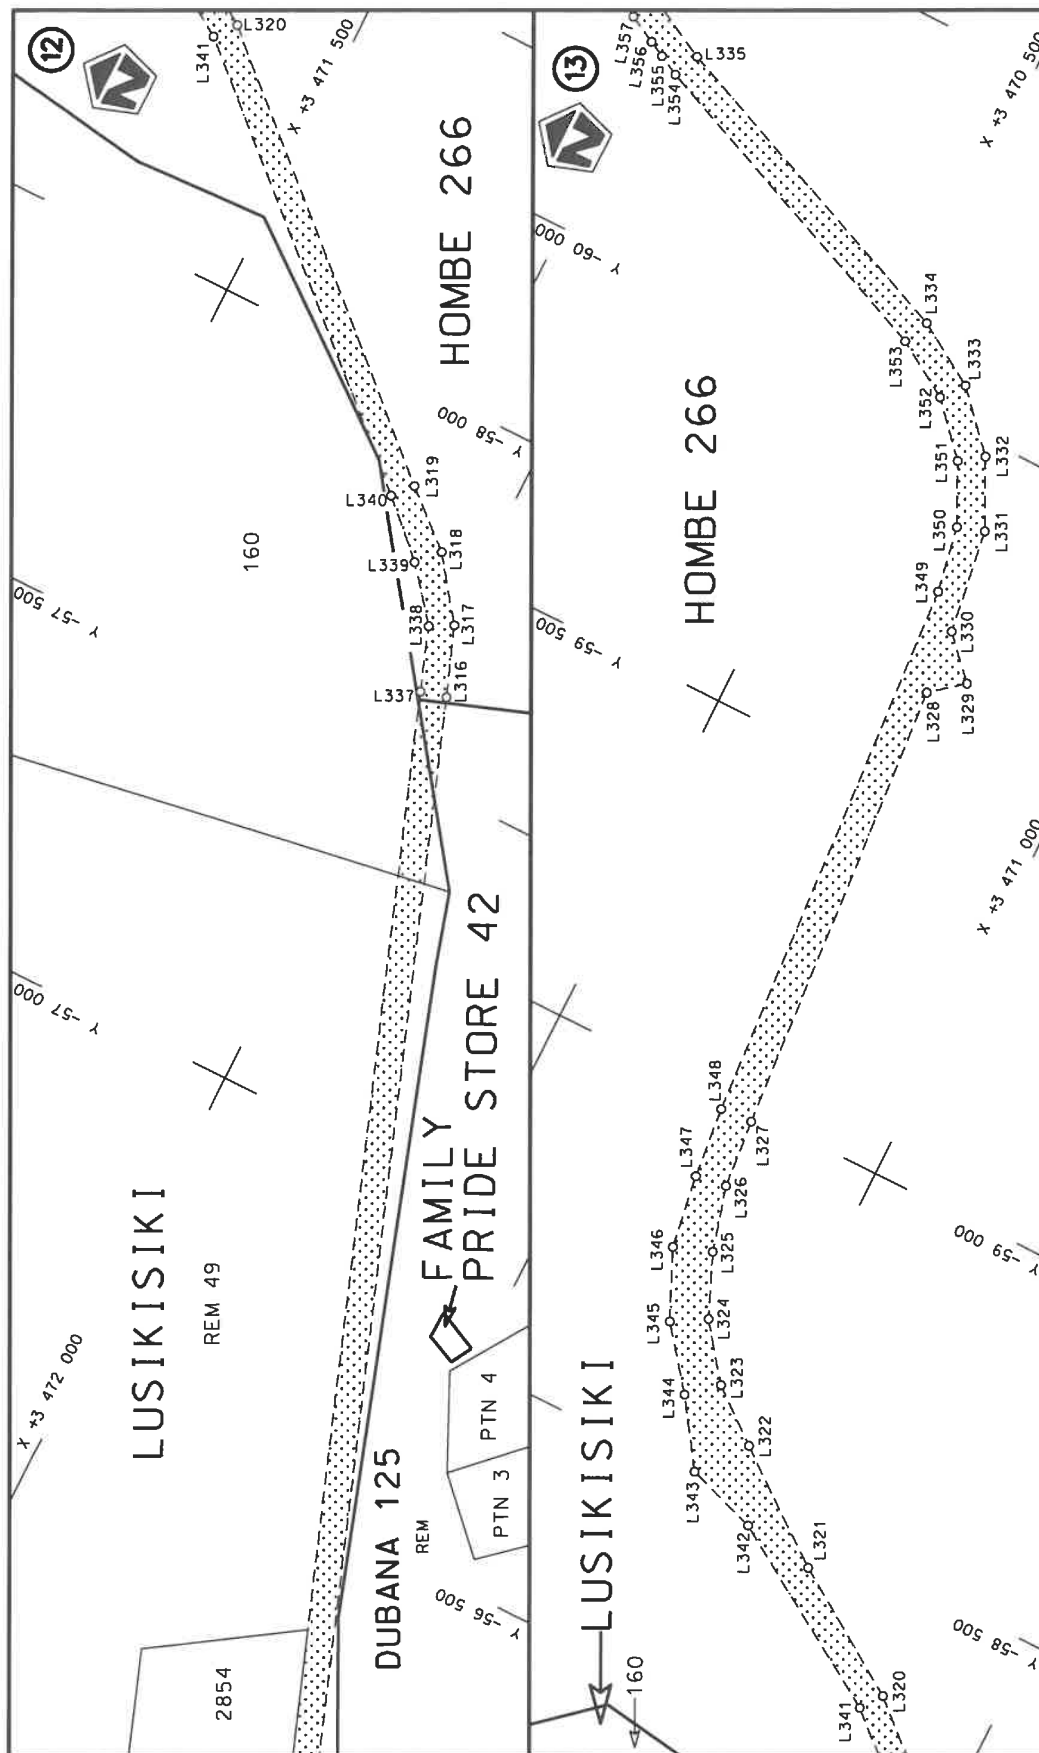 12
N
L341
L320
X +3 471 500
HOMBE 266
Y -58 000
L340
L319
L339
L318
L338
L317
L337
L316
160
Y -57 500
Y -57 000
LUSIKISIKI
REM 49
X +3 472 000
FAMILY
PRIDE STORE 42
PTN 4
PTN 3
DUBANA 125
REM
Y -56 500
2854
13
N
L357
L356
L355
L354
L335
X +3 470 500
Y -60 000
L334
L353
L333
L352
L332
L351
L350
L331
L349
L330
HOMBE 266
Y -59 500
L328
L329
X +3 471 000
L348
L327
L347
L326
L346
L325
L345
L324
L344
L323
L343
L322
L342
L321
Y -59 000
LUSIKISIKI
160
L341
L320
Y -58 500